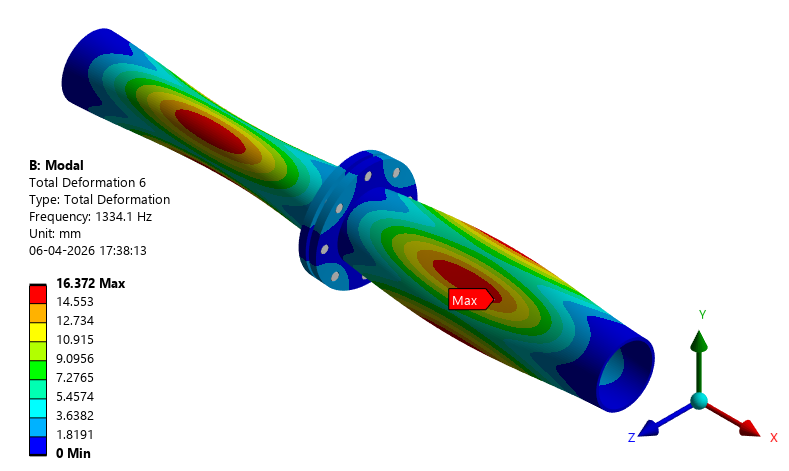 B: Modal
Total Deformation 6
Type: Total Deformation
Frequency: 1334.1 Hz
Unit: mm
06-04-2026 17:38:13
16.372 Max
14.553
12.734
10.915
9.0956
7.2765
5.4574
3.6382
1.8191
0 Min
Max
Y
Z
X